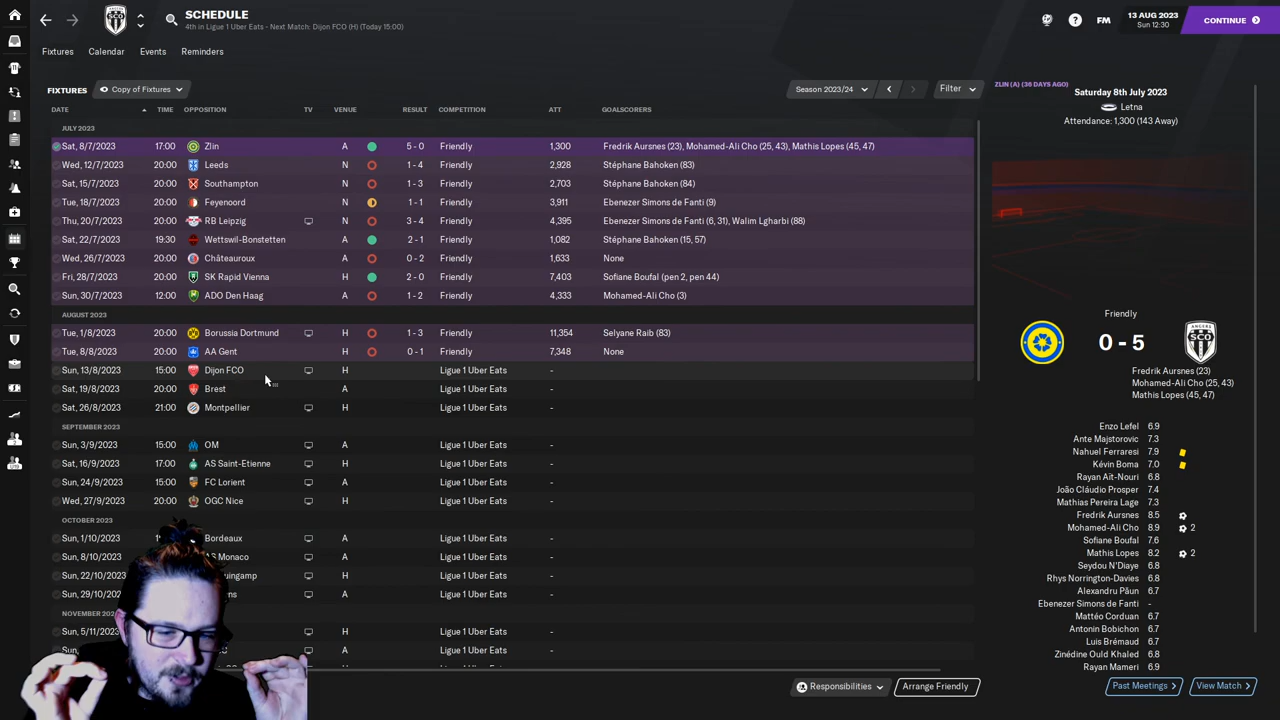 SCHEDULE
4th in Ligue 1 Uber Eats - Next Match: Dijon FCO (H) (Today 15:00)
FM
13 AUG 2023
Sun 12:30
CONTINUE
Fixtures Calendar Events Reminders
FIXTURES Copy of Fixtures Season 2023/24 Filter
DATE TIME OPPOSITION TV VENUE RESULT COMPETITION ATT GOALSCORERS
JULY 2023
Sat, 8/7/2023 17:00 Zlin A 5 - 0 Friendly 1,300 Fredrik Aursnes (23), Mohamed-Ali Cho (25, 43), Mathis Lopes (45, 47)
Wed, 12/7/2023 20:00 Leeds N 1 - 4 Friendly 2,928 Stéphane Bahoken (83)
Sat, 15/7/2023 20:00 Southampton N 1 - 3 Friendly 2,703 Stéphane Bahoken (84)
Tue, 18/7/2023 20:00 Feyenoord N 1 - 1 Friendly 3,911 Ebenezer Simons de Fanti (9)
Thu, 20/7/2023 20:00 RB Leipzig N 3 - 4 Friendly 4,395 Ebenezer Simons de Fanti (6, 31), Walim Lgharbi (88)
Sat, 22/7/2023 19:30 Wettswil-Bonstetten A 2 - 1 Friendly 1,082 Stéphane Bahoken (15, 57)
Wed, 26/7/2023 20:00 Châteauroux A 0 - 2 Friendly 1,633 None
Fri, 28/7/2023 20:00 SK Rapid Vienna H 2 - 0 Friendly 7,403 Sofiane Boufal (pen 2, pen 44)
Sun, 30/7/2023 12:00 ADO Den Haag A 1 - 2 Friendly 4,333 Mohamed-Ali Cho (3)
AUGUST 2023
Tue, 1/8/2023 20:00 Borussia Dortmund H 1 - 3 Friendly 11,354 Selyane Raib (83)
Tue, 8/8/2023 20:00 AA Gent H 0 - 1 Friendly 7,348 None
Sun, 13/8/2023 15:00 Dijon FCO H Ligue 1 Uber Eats -
Sat, 19/8/2023 20:00 Brest A Ligue 1 Uber Eats -
Sat, 26/8/2023 21:00 Montpellier H Ligue 1 Uber Eats -
SEPTEMBER 2023
Sun, 3/9/2023 15:00 OM A Ligue 1 Uber Eats -
Sat, 16/9/2023 17:00 AS Saint-Etienne H Ligue 1 Uber Eats -
Sun, 24/9/2023 15:00 FC Lorient A Ligue 1 Uber Eats -
Wed, 27/9/2023 20:00 OGC Nice H Ligue 1 Uber Eats -
OCTOBER 2023
Sun, 1/10/2023 Bordeaux A Ligue 1 Uber Eats -
Sun, 8/10/2023 Monaco A Ligue 1 Uber Eats -
Sun, 22/10/2023 H Ligue 1 Uber Eats -
Sun, 29/10/ A Ligue 1 Uber Eats -
NOVEMBER
Sun, 5/11/ H Ligue 1 Uber Eats -
A Ligue 1 Uber Eats -
Responsibilities Arrange Friendly
ZLIN (A) (36 DAYS AGO)
Saturday 8th July 2023
Letna
Attendance: 1,300 (143 Away)
Friendly
0 - 5
ANGERS
SCO
Fredrik Aursnes (23)
Mohamed-Ali Cho (25, 43)
Mathis Lopes (45, 47)
Enzo Lefel 6.9
Ante Majstorovic 7.3
Nahuel Ferraresi 7.9
Kévin Boma 7.0
Rayan Aït-Nouri 6.8
João Cláudio Prosper 7.4
Mathias Pereira Lage 7.3
Fredrik Aursnes 8.5
Mohamed-Ali Cho 8.9 2
Sofiane Boufal 7.6
Mathis Lopes 8.2 2
Seydou N'Diaye 6.8
Rhys Norrington-Davies 6.8
Alexandru Păun 6.7
Ebenezer Simons de Fanti -
Mattéo Corduan 6.7
Antonin Bobichon 6.7
Luis Brémaud 6.7
Zinédine Ould Khaled 6.8
Rayan Mameri 6.9
Past Meetings View Match